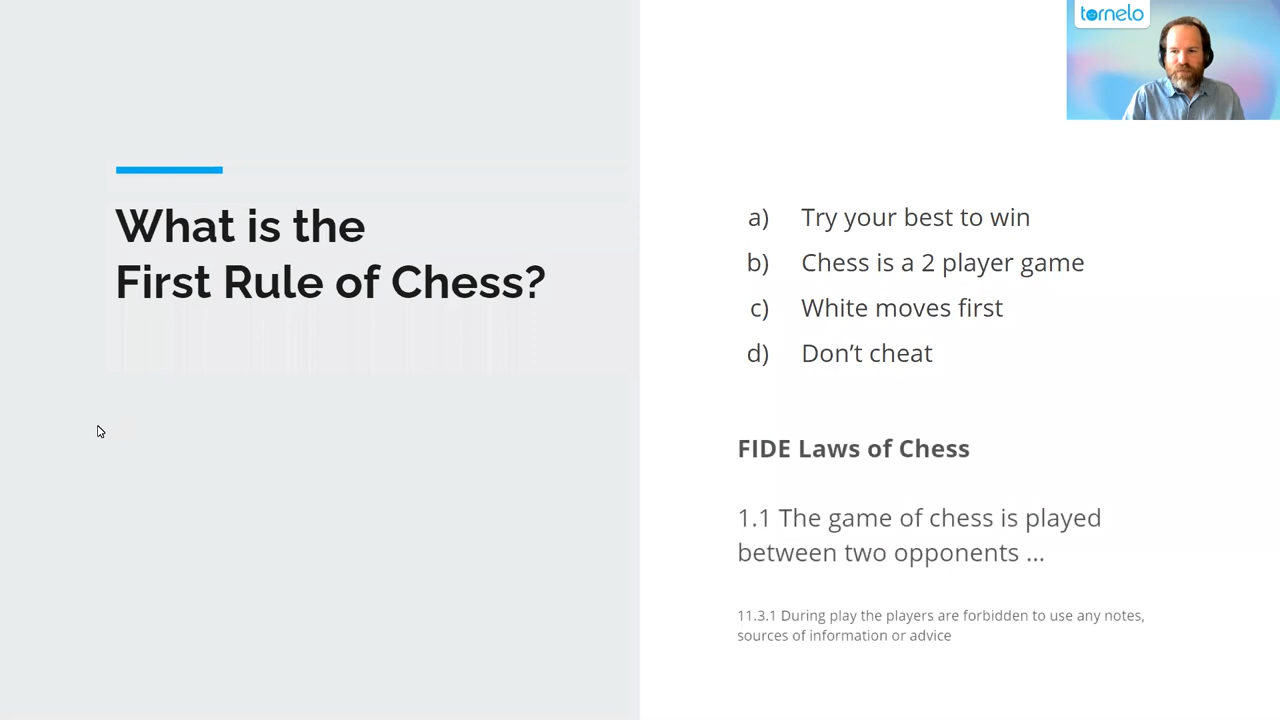 tornelo
What is the
First Rule of Chess?
a) Try your best to win
b) Chess is a 2 player game
c) White moves first
d) Don’t cheat
FIDE Laws of Chess
1.1 The game of chess is played
between two opponents ...
11.3.1 During play the players are forbidden to use any notes,
sources of information or advice